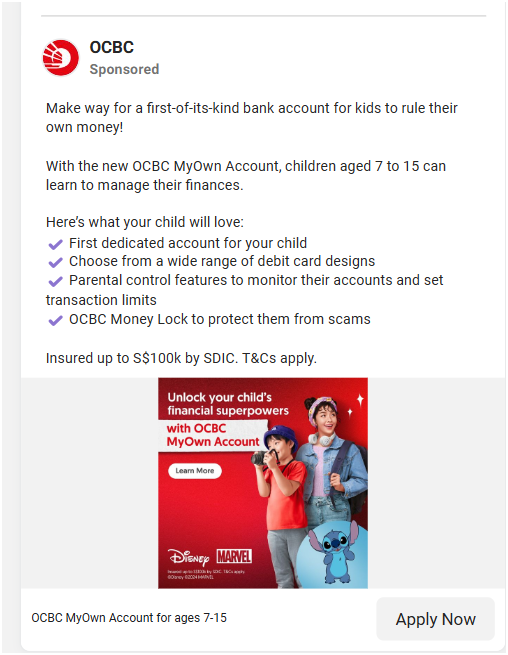 OCBC
Sponsored
Make way for a first-of-its-kind bank account for kids to rule their
own money!
With the new OCBC MyOwn Account, children aged 7 to 15 can
learn to manage their finances.
Here’s what your child will love:
First dedicated account for your child
Choose from a wide range of debit card designs
Parental control features to monitor their accounts and set
transaction limits
OCBC Money Lock to protect them from scams
Insured up to S$100k by SDIC. T&Cs apply.
Unlock your child's
financial superpowers
with OCBC
MyOwn Account
Learn More
Disney MARVEL
Insured up to S$100k by SDIC. T&Cs apply.
©Disney ©2024 MARVEL
OCBC MyOwn Account for ages 7-15
Apply Now